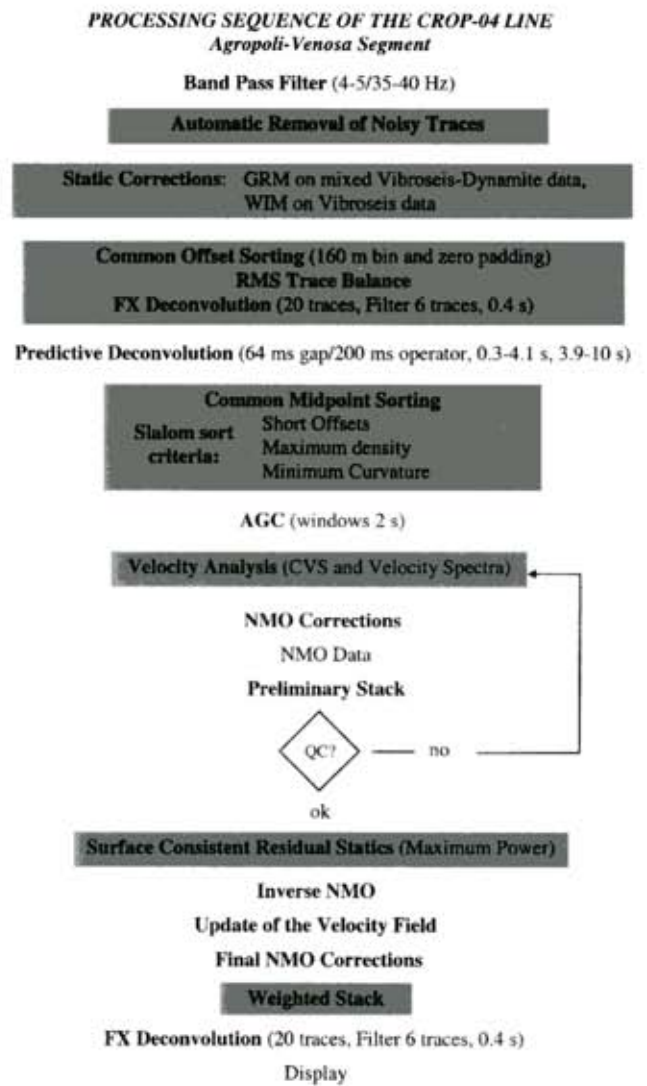 PROCESSING SEQUENCE OF THE CROP-04 LINE
Agropoli-Venosa Segment
Band Pass Filter (4-5/35-40 Hz)
Automatic Removal of Noisy Traces
Static Corrections: GRM on mixed Vibroseis-Dynamite data,
WIM on Vibroseis data
Common Offset Sorting (160 m bin and zero padding)
RMS Trace Balance
FX Deconvolution (20 traces, Filter 6 traces, 0.4 s)
Predictive Deconvolution (64 ms gap/200 ms operator, 0.3-4.1 s, 3.9-10 s)
Common Midpoint Sorting
Slalom sort criteria:
Short Offsets
Maximum density
Minimum Curvature
AGC (windows 2 s)
Velocity Analysis (CVS and Velocity Spectra)
NMO Corrections
NMO Data
Preliminary Stack
QC? no
ok
Surface Consistent Residual Statics (Maximum Power)
Inverse NMO
Update of the Velocity Field
Final NMO Corrections
Weighted Stack
FX Deconvolution (20 traces, Filter 6 traces, 0.4 s)
Display